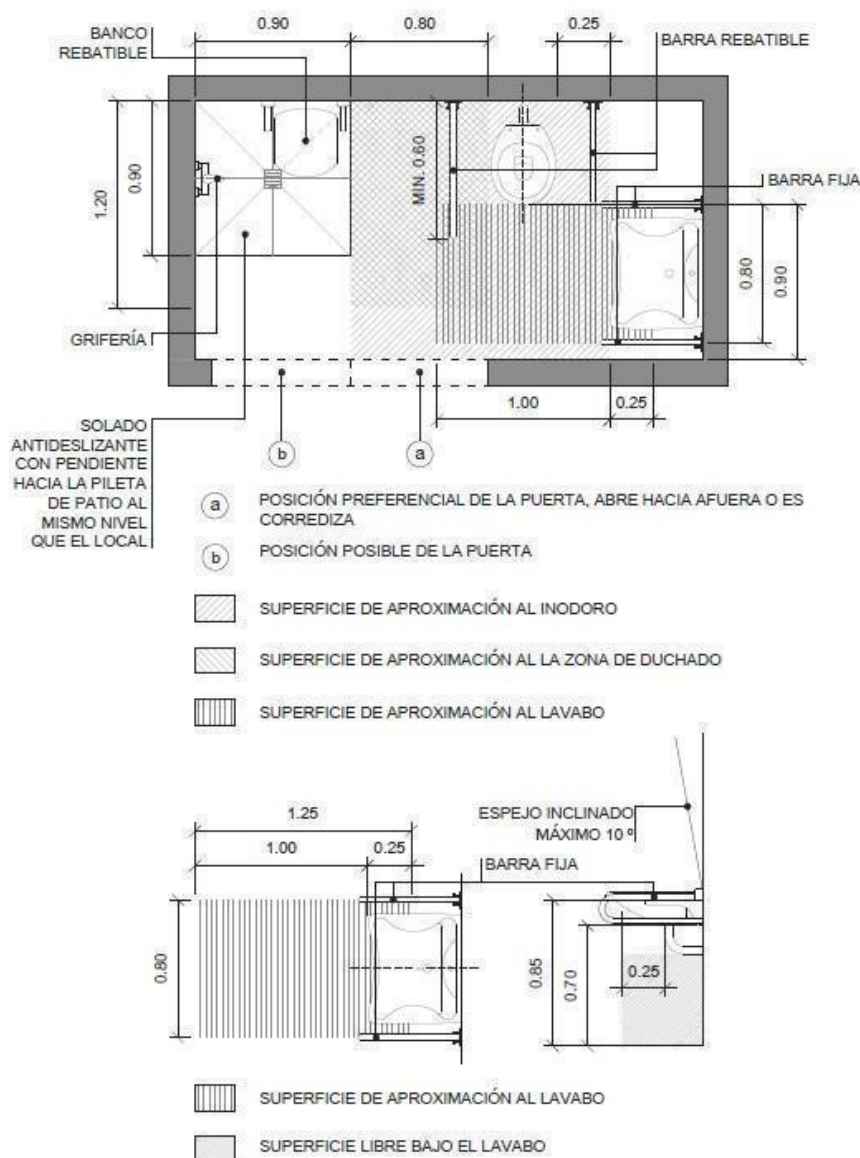 0.90
0.80
0.25
BANCO
REBATIBLE
BARRA REBATIBLE
1.20
0.90
MIN. 0.60
BARRA FIJA
0.80
0.90
GRIFERÍA
1.00
0.25
SOLADO
ANTIDESLIZANTE
CON PENDIENTE
HACIA LA PILETA
DE PATIO AL
MISMO NIVEL
QUE EL LOCAL
b
a
a
POSICIÓN PREFERENCIAL DE LA PUERTA, ABRE HACIA AFUERA O ES
CORREDIZA
b
POSICIÓN POSIBLE DE LA PUERTA
SUPERFICIE DE APROXIMACIÓN AL INODORO
SUPERFICIE DE APROXIMACIÓN AL LA ZONA DE DUCHADO
SUPERFICIE DE APROXIMACIÓN AL LAVABO
1.25
1.00
0.25
ESPEJO INCLINADO
MÁXIMO 10 º
BARRA FIJA
0.80
0.85
0.70
0.25
SUPERFICIE DE APROXIMACIÓN AL LAVABO
SUPERFICIE LIBRE BAJO EL LAVABO